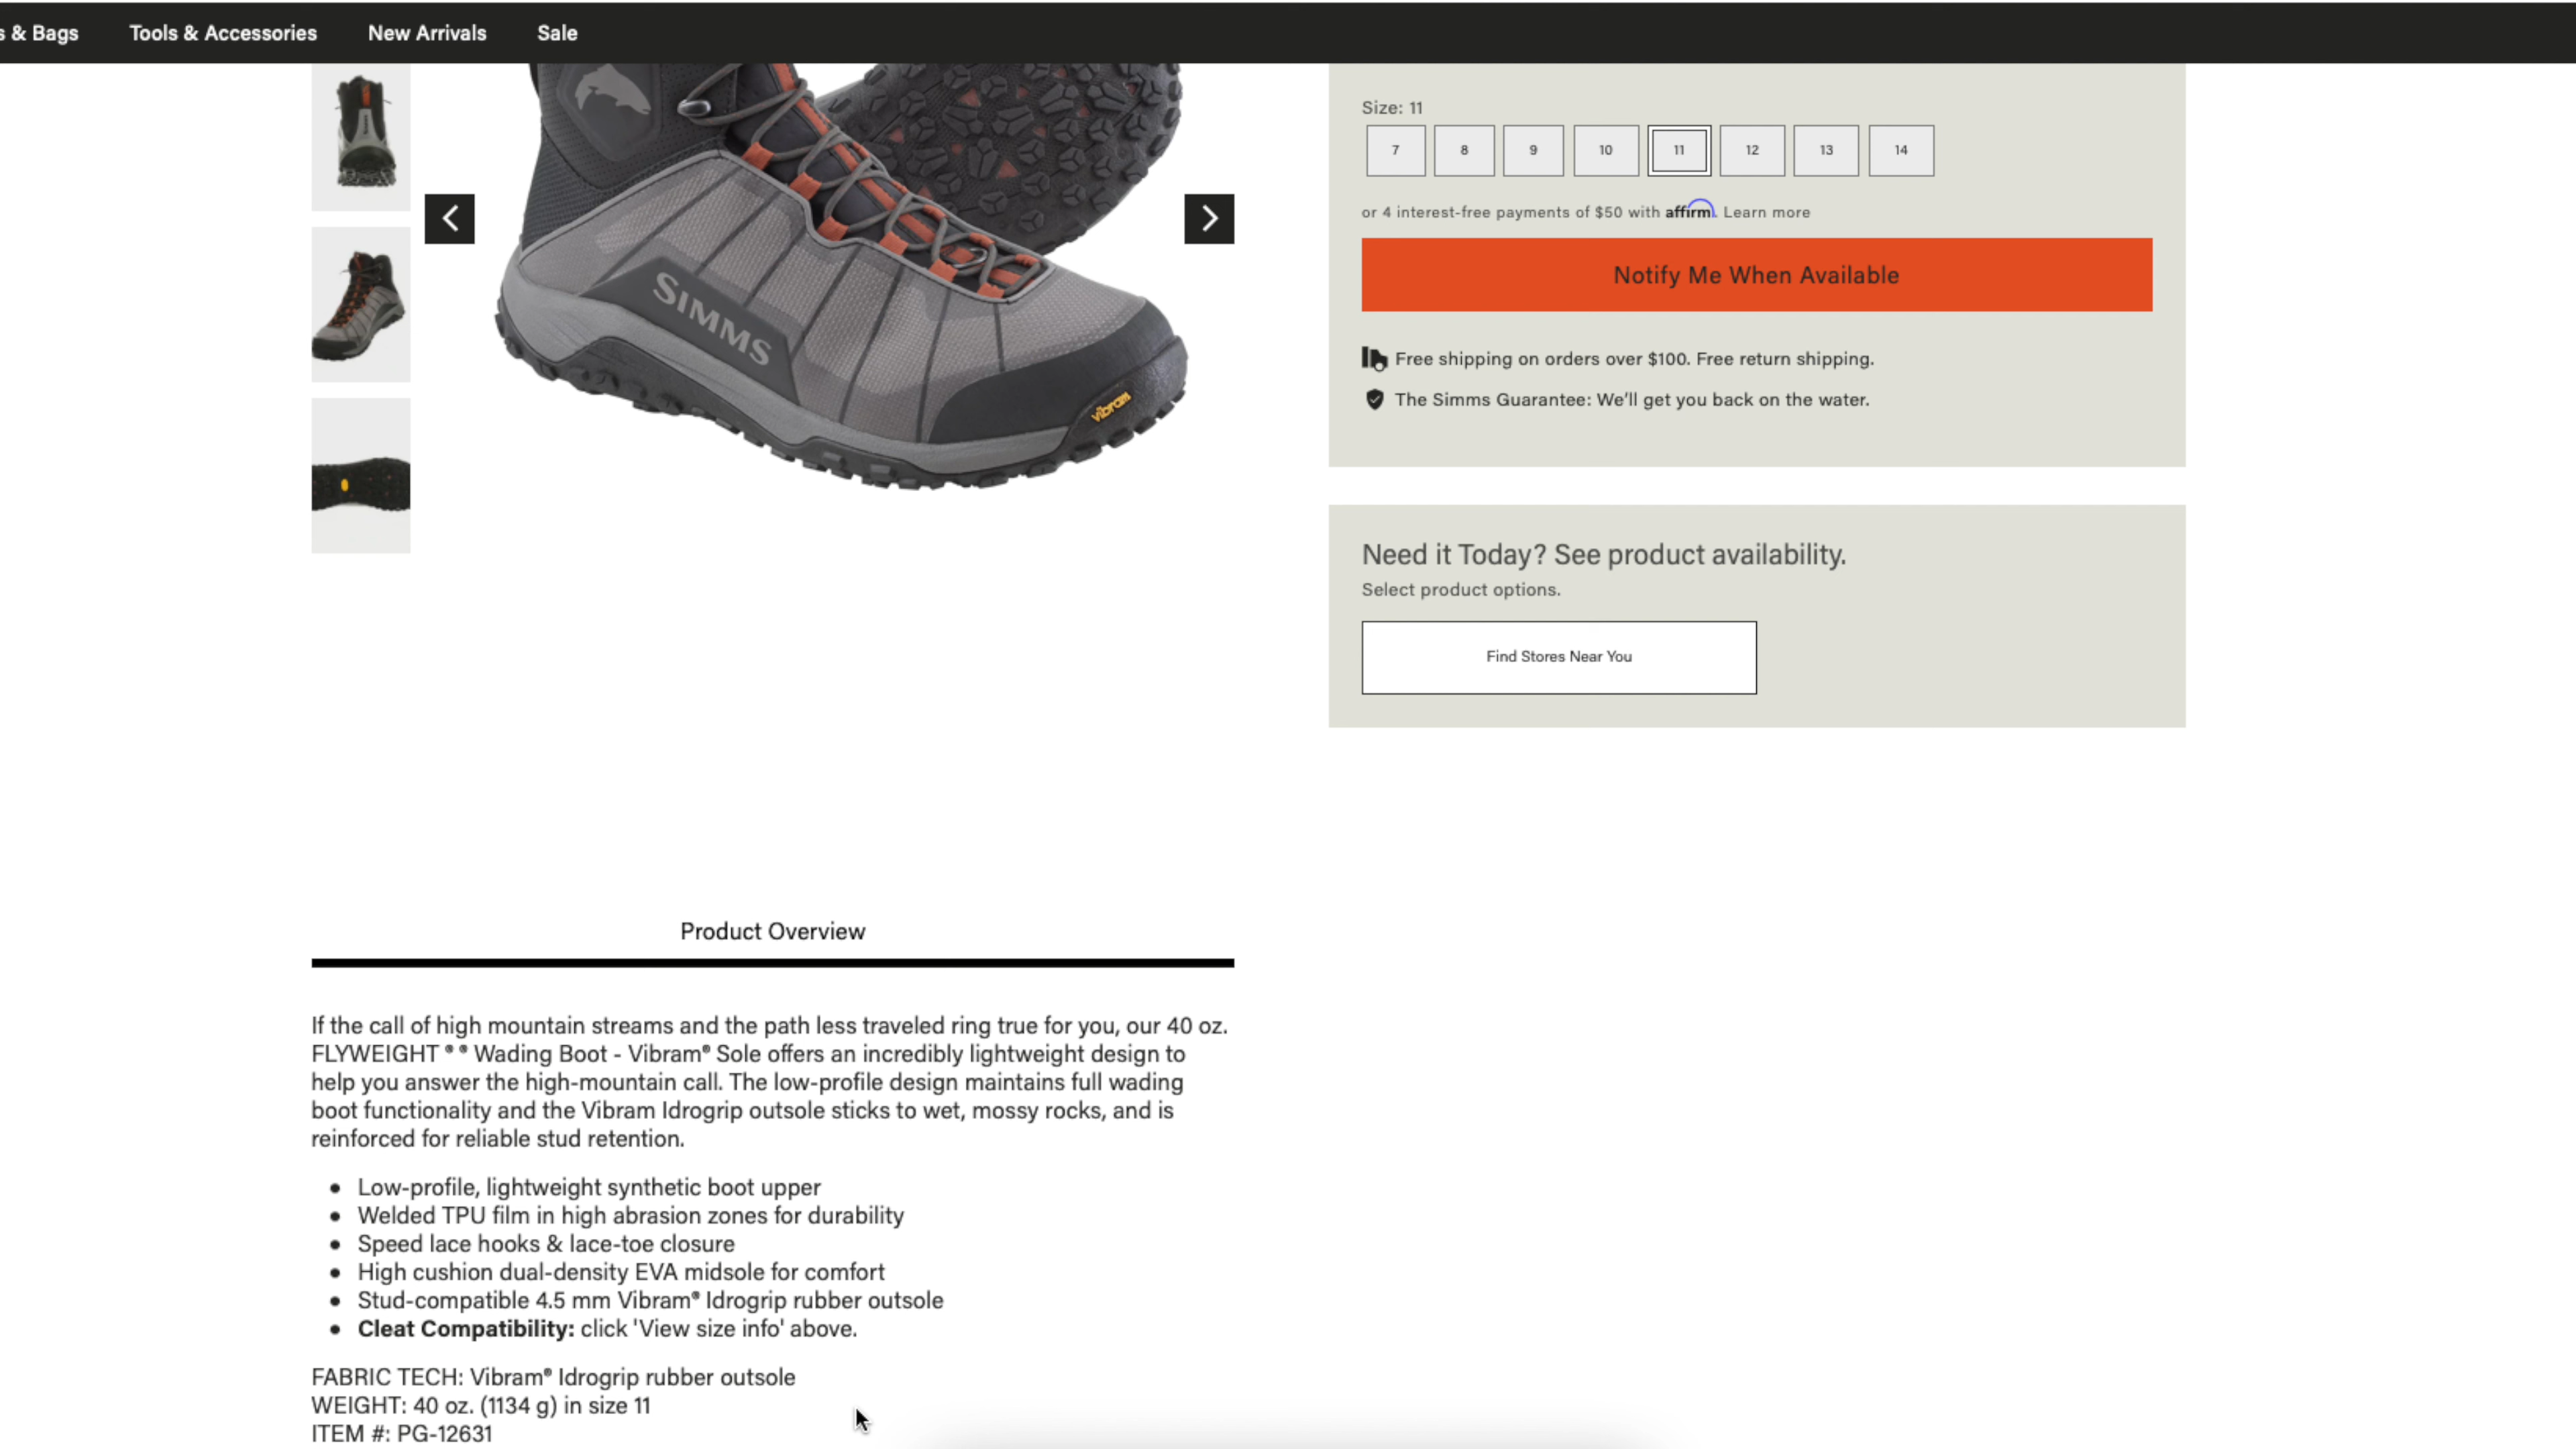 & Bags Tools & Accessories New Arrivals Sale
SIMMS
vibram
Size: 11
7 8 9 10 11 12 13 14
or 4 interest-free payments of $50 with affirm. Learn more
Notify Me When Available
Free shipping on orders over $100. Free return shipping.
The Simms Guarantee: We'll get you back on the water.
Need it Today? See product availability.
Select product options.
Find Stores Near You
Product Overview
If the call of high mountain streams and the path less traveled ring true for you, our 40 oz.
FLYWEIGHT ® ® Wading Boot - Vibram® Sole offers an incredibly lightweight design to
help you answer the high-mountain call. The low-profile design maintains full wading
boot functionality and the Vibram Idrogrip outsole sticks to wet, mossy rocks, and is
reinforced for reliable stud retention.
• Low-profile, lightweight synthetic boot upper
• Welded TPU film in high abrasion zones for durability
• Speed lace hooks & lace-toe closure
• High cushion dual-density EVA midsole for comfort
• Stud-compatible 4.5 mm Vibram® Idrogrip rubber outsole
• Cleat Compatibility: click 'View size info' above.
FABRIC TECH: Vibram® Idrogrip rubber outsole
WEIGHT: 40 oz. (1134 g) in size 11
ITEM #: PG-12631